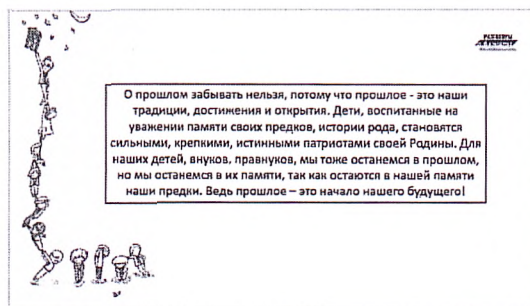 О прошлом забывать нельзя, потому что прошлое - это наши
традиции, достижения и открытия. Дети, воспитанные на
уважении памяти своих предков, истории рода, становятся
сильными, крепкими, истинными патриотами своей Родины. Для
наших детей, внуков, правнуков, мы тоже останемся в прошлом,
но мы останемся в их памяти, так как остаются в нашей памяти
наши предки. Ведь прошлое – это начало нашего будущего!